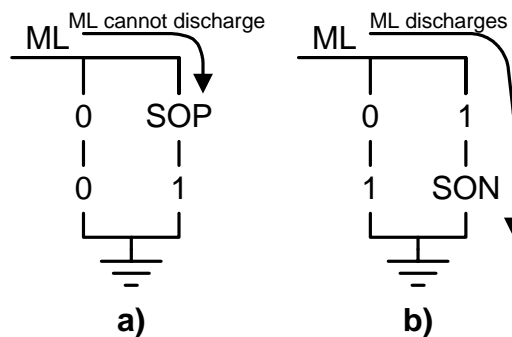 ML ML cannot discharge
0 SOP
0 1
a)
ML ML discharges
0 1
1 SON
b)